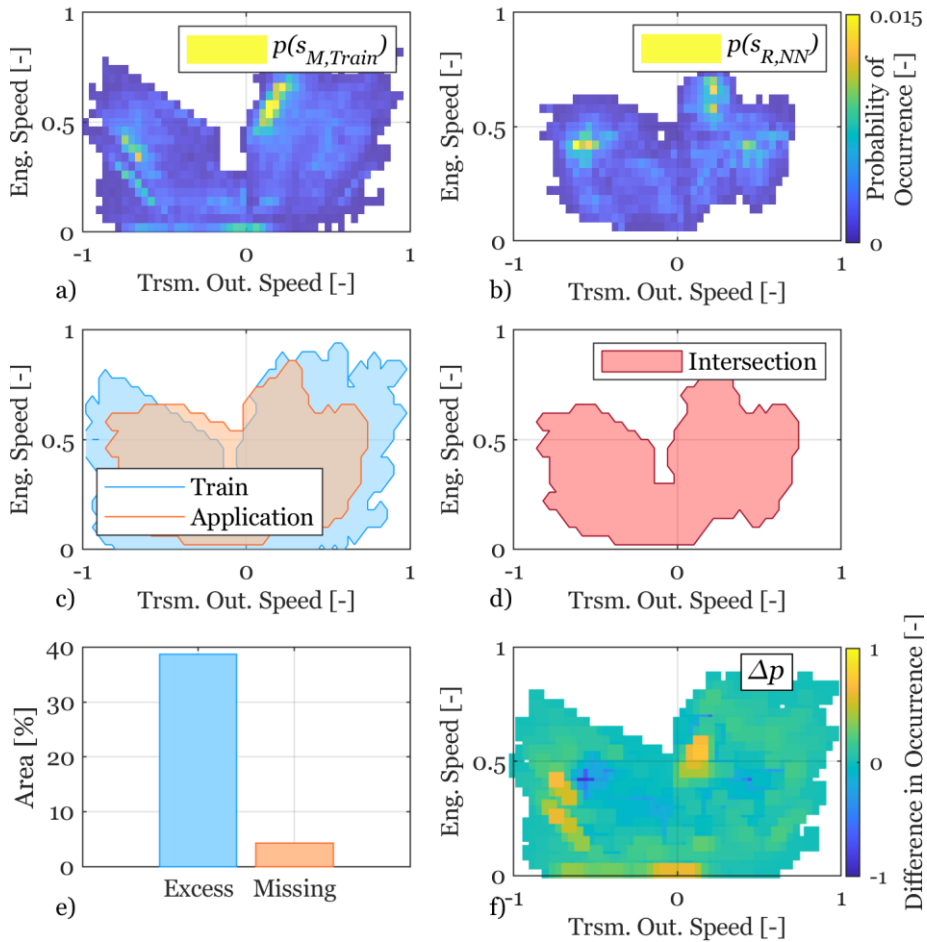 1
0.5
0
Eng. Speed [-]
p(s_{M,Train})
-1
0
1
a)
Trsm. Out. Speed [-]
1
0.5
0
Eng. Speed [-]
p(s_{R,NN})
-1
0
1
b)
Trsm. Out. Speed [-]
0.015
0
Probability of
Occurrence [-]
1
0.5
0
Eng. Speed [-]
Train
Application
-1
0
1
c)
Trsm. Out. Speed [-]
1
0.5
0
Eng. Speed [-]
Intersection
-1
0
1
d)
Trsm. Out. Speed [-]
40
30
20
10
0
Area [%]
Excess
Missing
e)
1
0.5
0
Eng. Speed [-]
Δp
-1
0
1
f)
Trsm. Out. Speed [-]
1
0
-1
Difference in Occurrence [-]